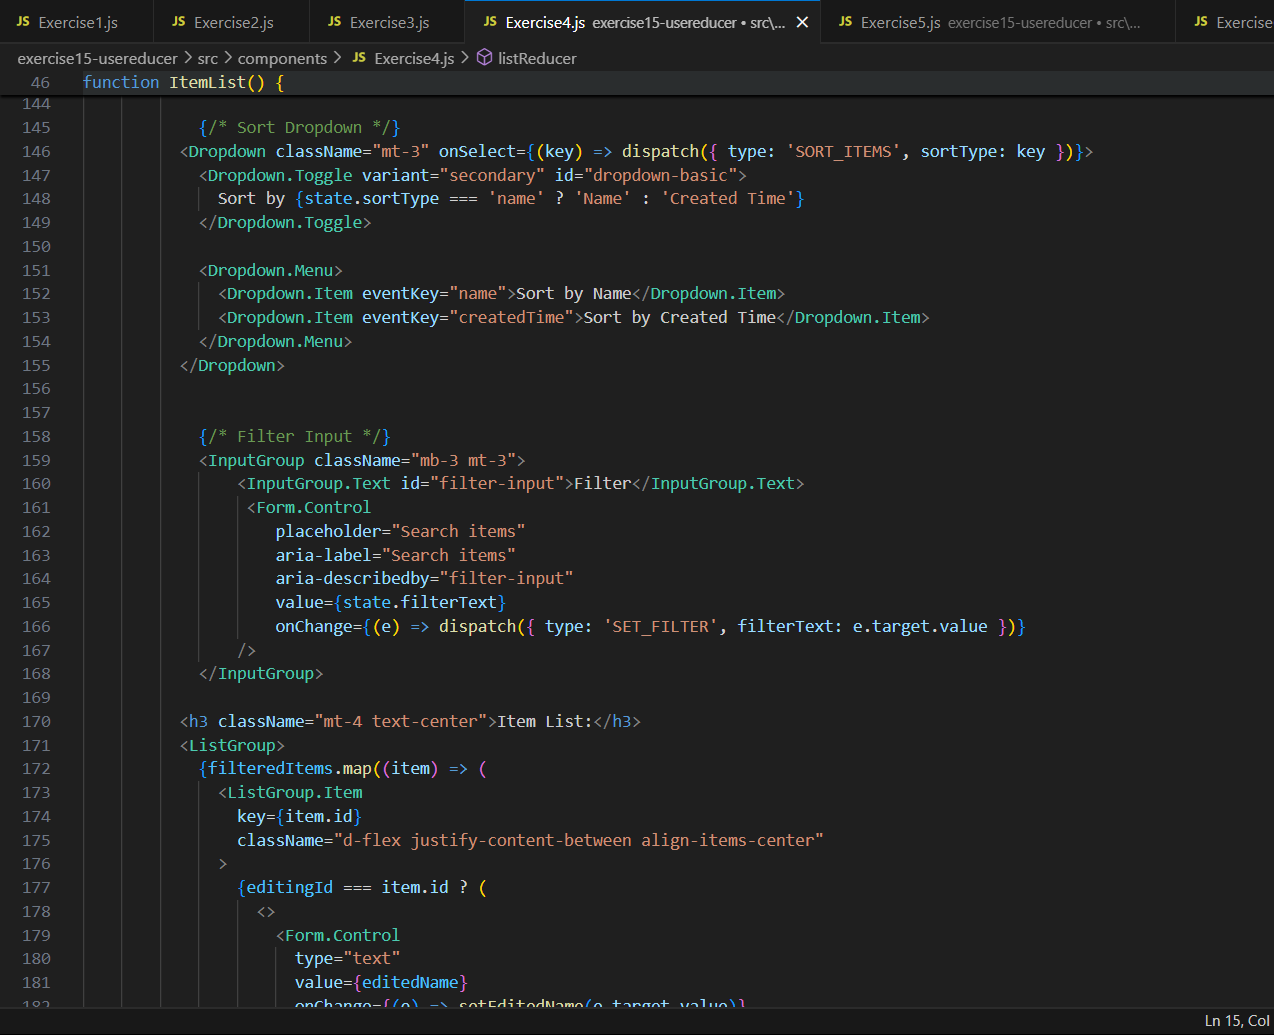 JS Exercise1.js JS Exercise2.js JS Exercise3.js JS Exercise4.js exercise15-usereducer • src\... × JS Exercise5.js exercise15-usereducer • src\... JS Exercise
exercise15-usereducer > src > components > JS Exercise4.js > listReducer
46 function ItemList() {
144
145 {/* Sort Dropdown */}
146 <Dropdown className="mt-3" onSelect={(key) => dispatch({ type: 'SORT_ITEMS', sortType: key })}>
147 <Dropdown.Toggle variant="secondary" id="dropdown-basic">
148 Sort by {state.sortType === 'name' ? 'Name' : 'Created Time'}
149 </Dropdown.Toggle>
150
151 <Dropdown.Menu>
152 <Dropdown.Item eventKey="name">Sort by Name</Dropdown.Item>
153 <Dropdown.Item eventKey="createdTime">Sort by Created Time</Dropdown.Item>
154 </Dropdown.Menu>
155 </Dropdown>
156
157
158 {/* Filter Input */}
159 <InputGroup className="mb-3 mt-3">
160 <InputGroup.Text id="filter-input">Filter</InputGroup.Text>
161 <Form.Control
162 placeholder="Search items"
163 aria-label="Search items"
164 aria-describedby="filter-input"
165 value={state.filterText}
166 onChange={(e) => dispatch({ type: 'SET_FILTER', filterText: e.target.value })}
167 />
168 </InputGroup>
169
170 <h3 className="mt-4 text-center">Item List:</h3>
171 <ListGroup>
172 {filteredItems.map((item) => (
173 <ListGroup.Item
174 key={item.id}
175 className="d-flex justify-content-between align-items-center"
176 >
177 {editingId === item.id ? (
178 <>
179 <Form.Control
180 type="text"
181 value={editedName}
182 onChange={(e) => setEditedName(e.target.value)}
Ln 15, Col